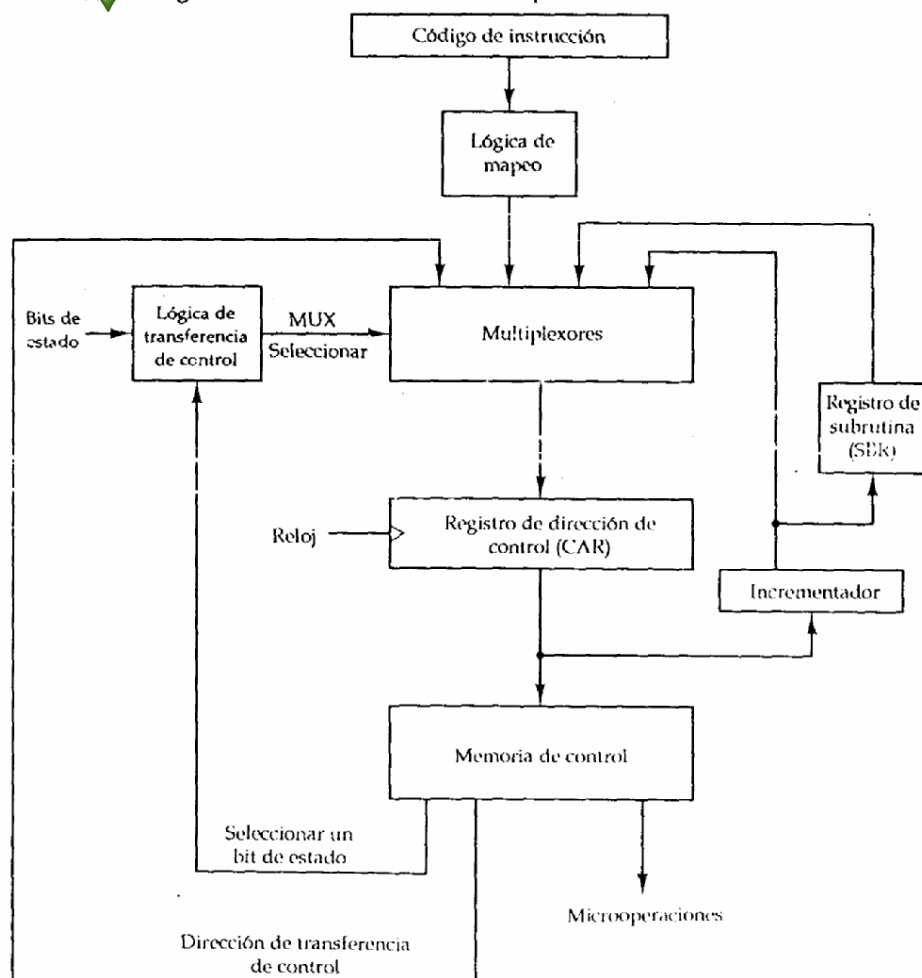 Código de instrucción
Lógica de
mapeo
Bits de
estado
Lógica de
transferencia
de control
MUX
Seleccionar
Multiplexores
Registro de
subrutina
Reloj
Registro de dirección de
control (CAR)
Incrementador
Memoria de control
Seleccionar un
bit de estado
Microoperaciones
Dirección de transferencia
de control